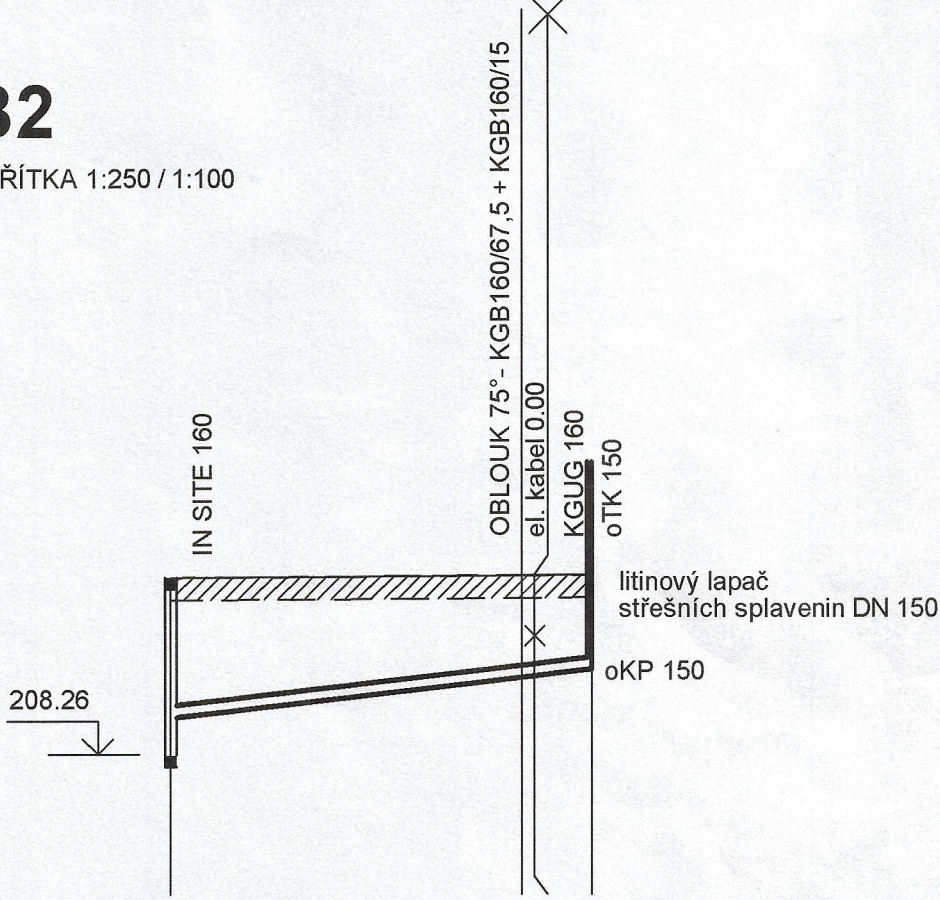 32
ŘÍTKA 1:250 / 1:100
OBLOUK 75°- KGB160/67,5 + KGB160/15
el. kabel 0.00
IN SITE 160
KGUG 160
oTK 150
litinový lapač
střešních splavenin DN 150
oKP 150
208.26